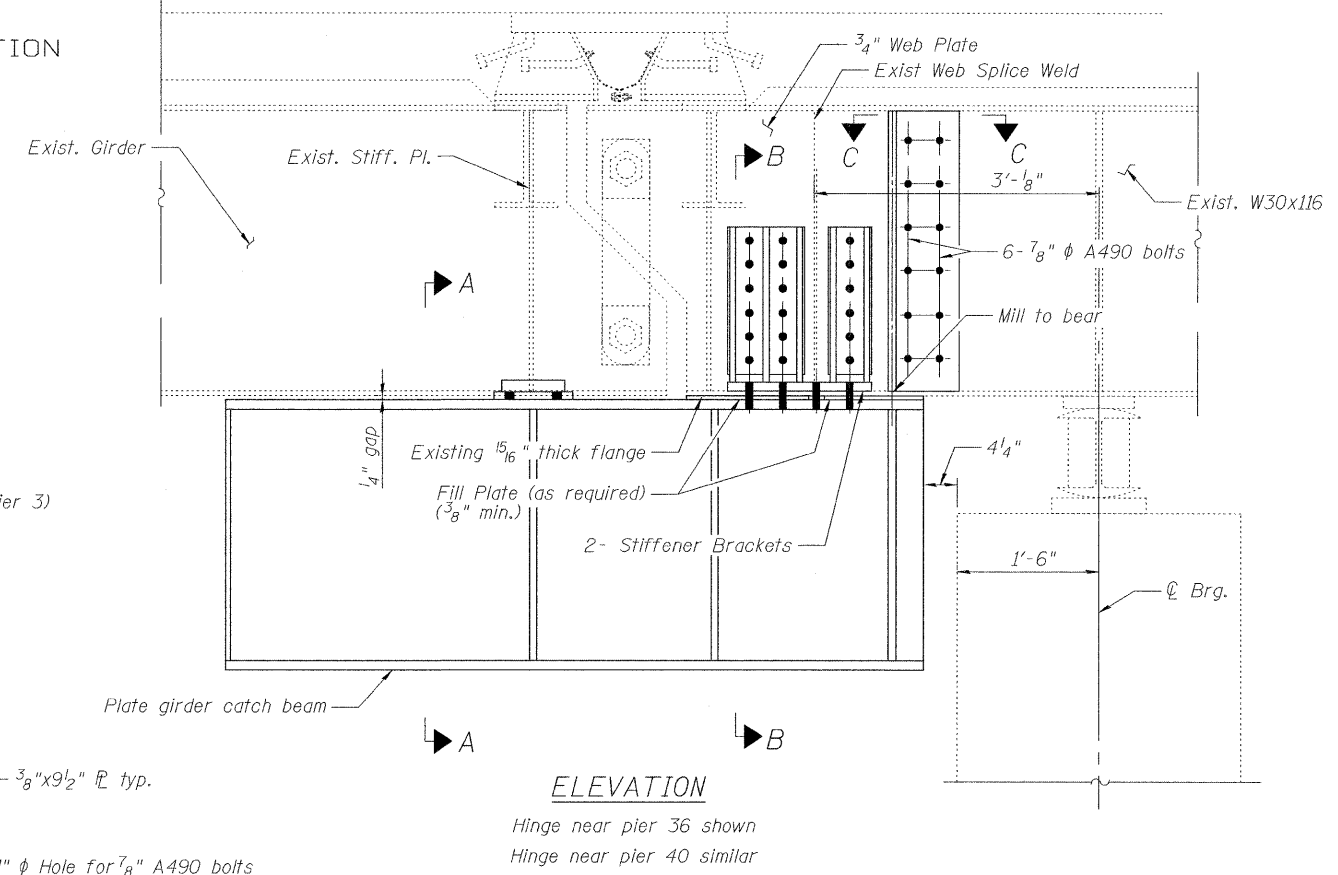 TION
3/4" Web Plate
Exist Web Splice Weld
Exist. Girder
Exist. Stiff. Pl.
B
C
C
3'-1/8"
Exist. W30x116
6-7/8" ϕ A490 bolts
A
Mill to bear
1/4" gap
Existing 15/16" thick flange
4 1/4"
Fill Plate (as required)
(3/8" min.)
ier 3)
2- Stiffener Brackets
1'-6"
℄ Brg.
Plate girder catch beam
A
B
3/8"x9 1/2" ⅊ typ.
ELEVATION
Hinge near pier 36 shown
Hinge near pier 40 similar
" ϕ Hole for 7/8" A490 bolts